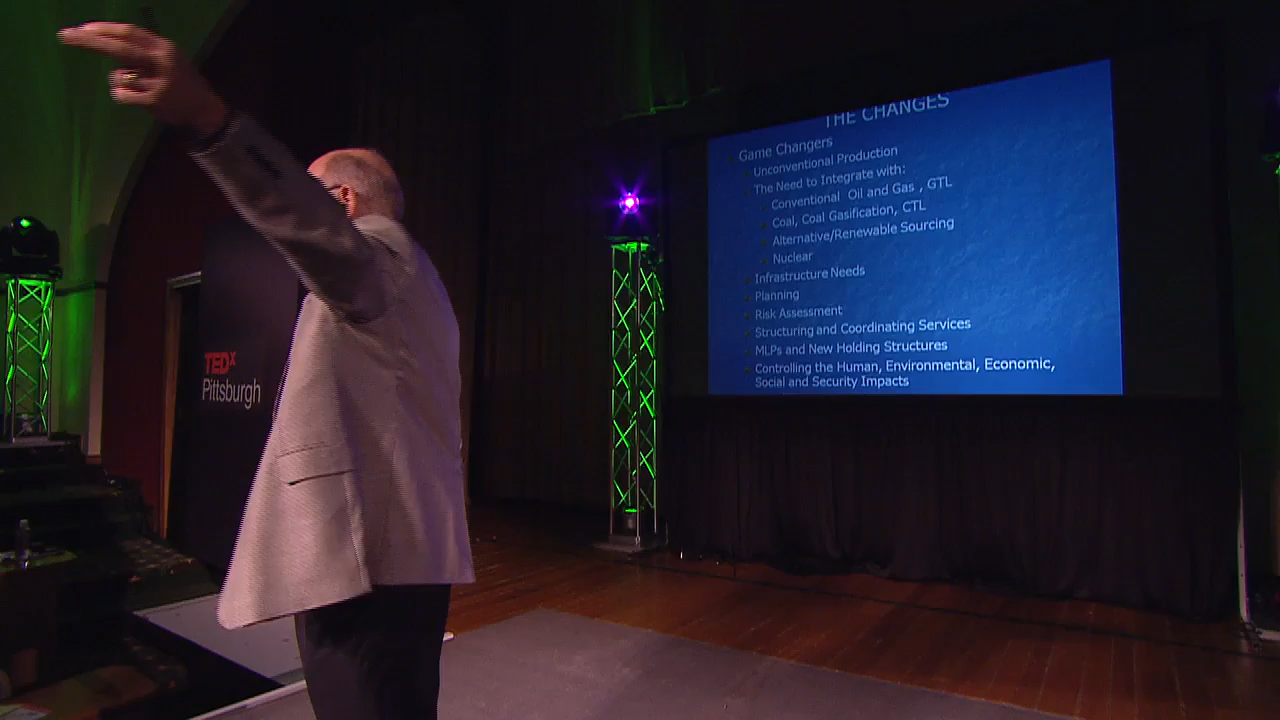 THE CHANGES
Game Changers
Unconventional Production
The Need to Integrate with:
Conventional Oil and Gas , GTL
Coal, Coal Gasification, CTL
Alternative/Renewable Sourcing
Nuclear
Infrastructure Needs
Planning
Risk Assessment
Structuring and Coordinating Services
MLPs and New Holding Structures
Controlling the Human, Environmental, Economic,
Social and Security Impacts
TEDx
Pittsburgh